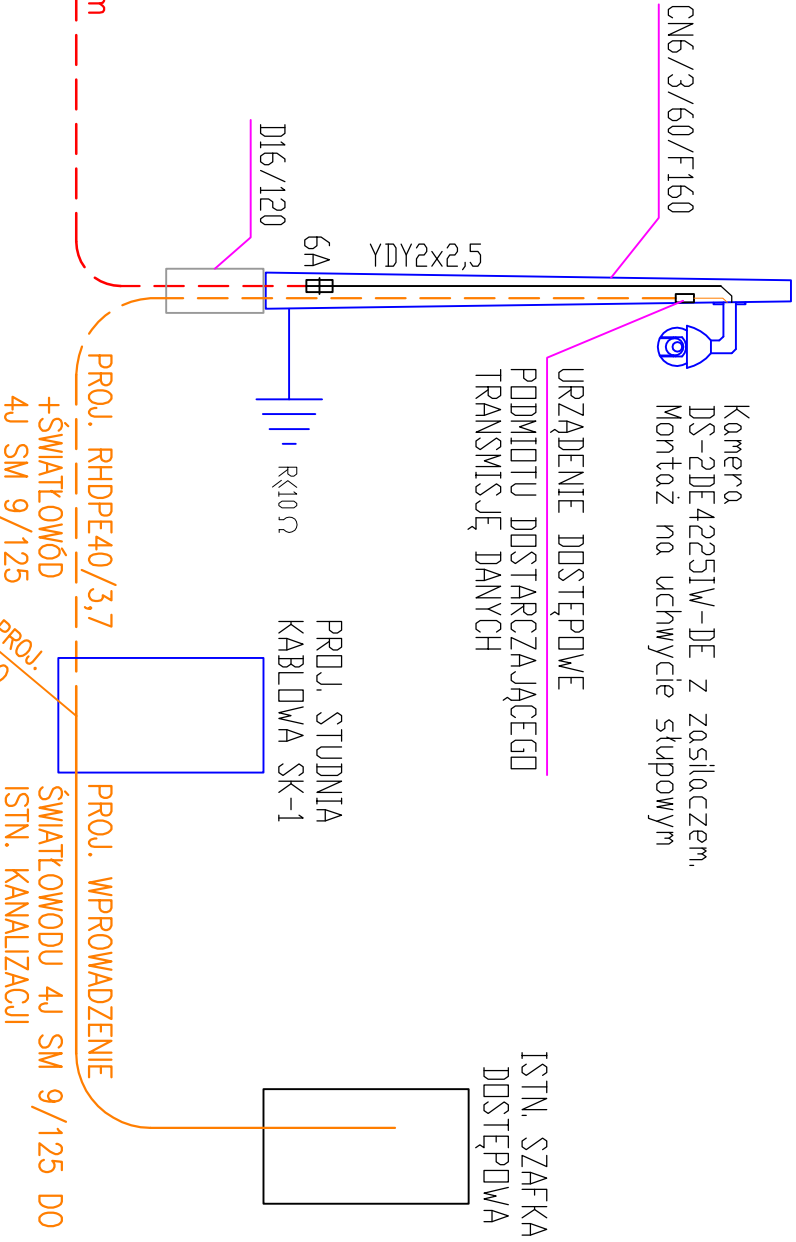 CN6/3/60/F160
Kamera
DS-2DE4225IW-DE z zasilaczem.
Montaż na uchwycie słupowym
URZĄDZENIE DOSTĘPOWE
PODMIOTU DOSTARCZAJĄCEGO
TRANSMISJĘ DANYCH
YDY2x2,5
6A
D16/120
R≤10Ω
PROJ. STUDNIA
KABLOWA SK-1
ISTN. SZAFKA
DOSTĘPOWA
m
PROJ. RHDPE40/3,7
+ŚWIATŁOWÓD
4J SM 9/125
PROJ.
PROJ. WPROWADZENIE
ŚWIATŁOWODU 4J SM 9/125 DO
ISTN. KANALIZACJI